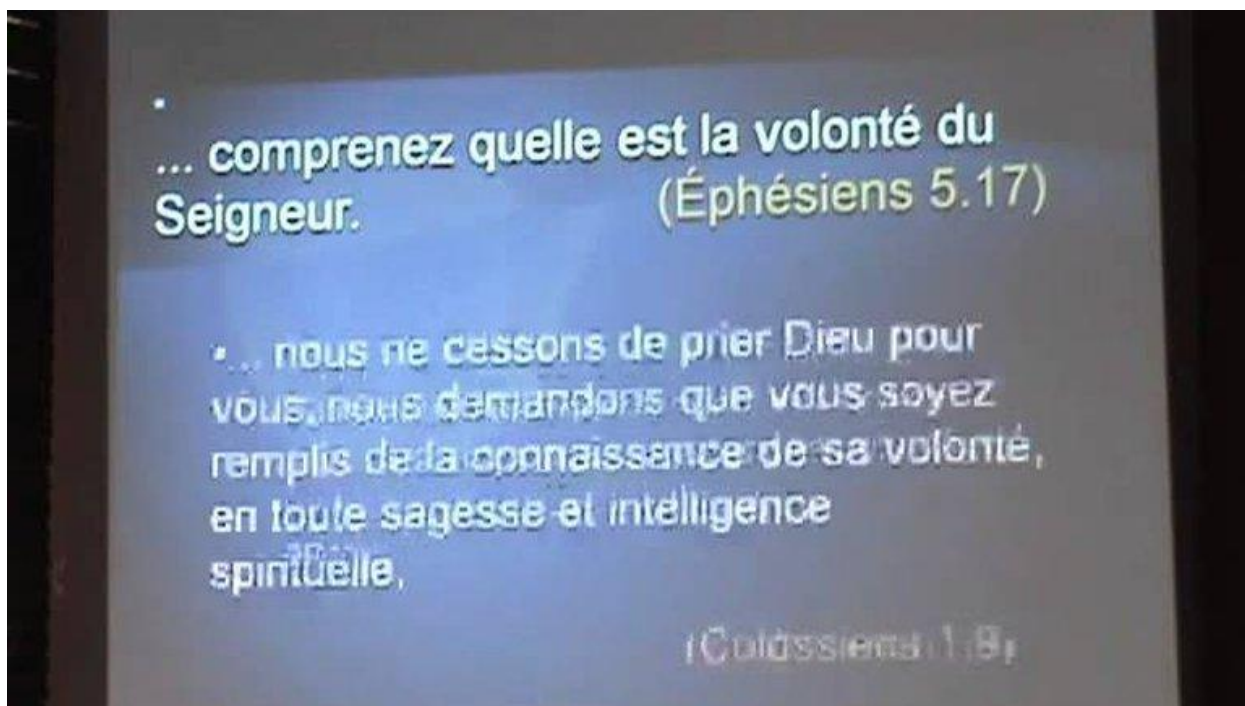 ... comprenez quelle est la volonté du
Seigneur. (Éphésiens 5.17)
•... nous ne cessons de prier Dieu pour
vous, nous demandons que vous soyez
remplis de la connaissance de sa volonté,
en toute sagesse et intelligence
spirituelle,
(Colossiens 1.9)